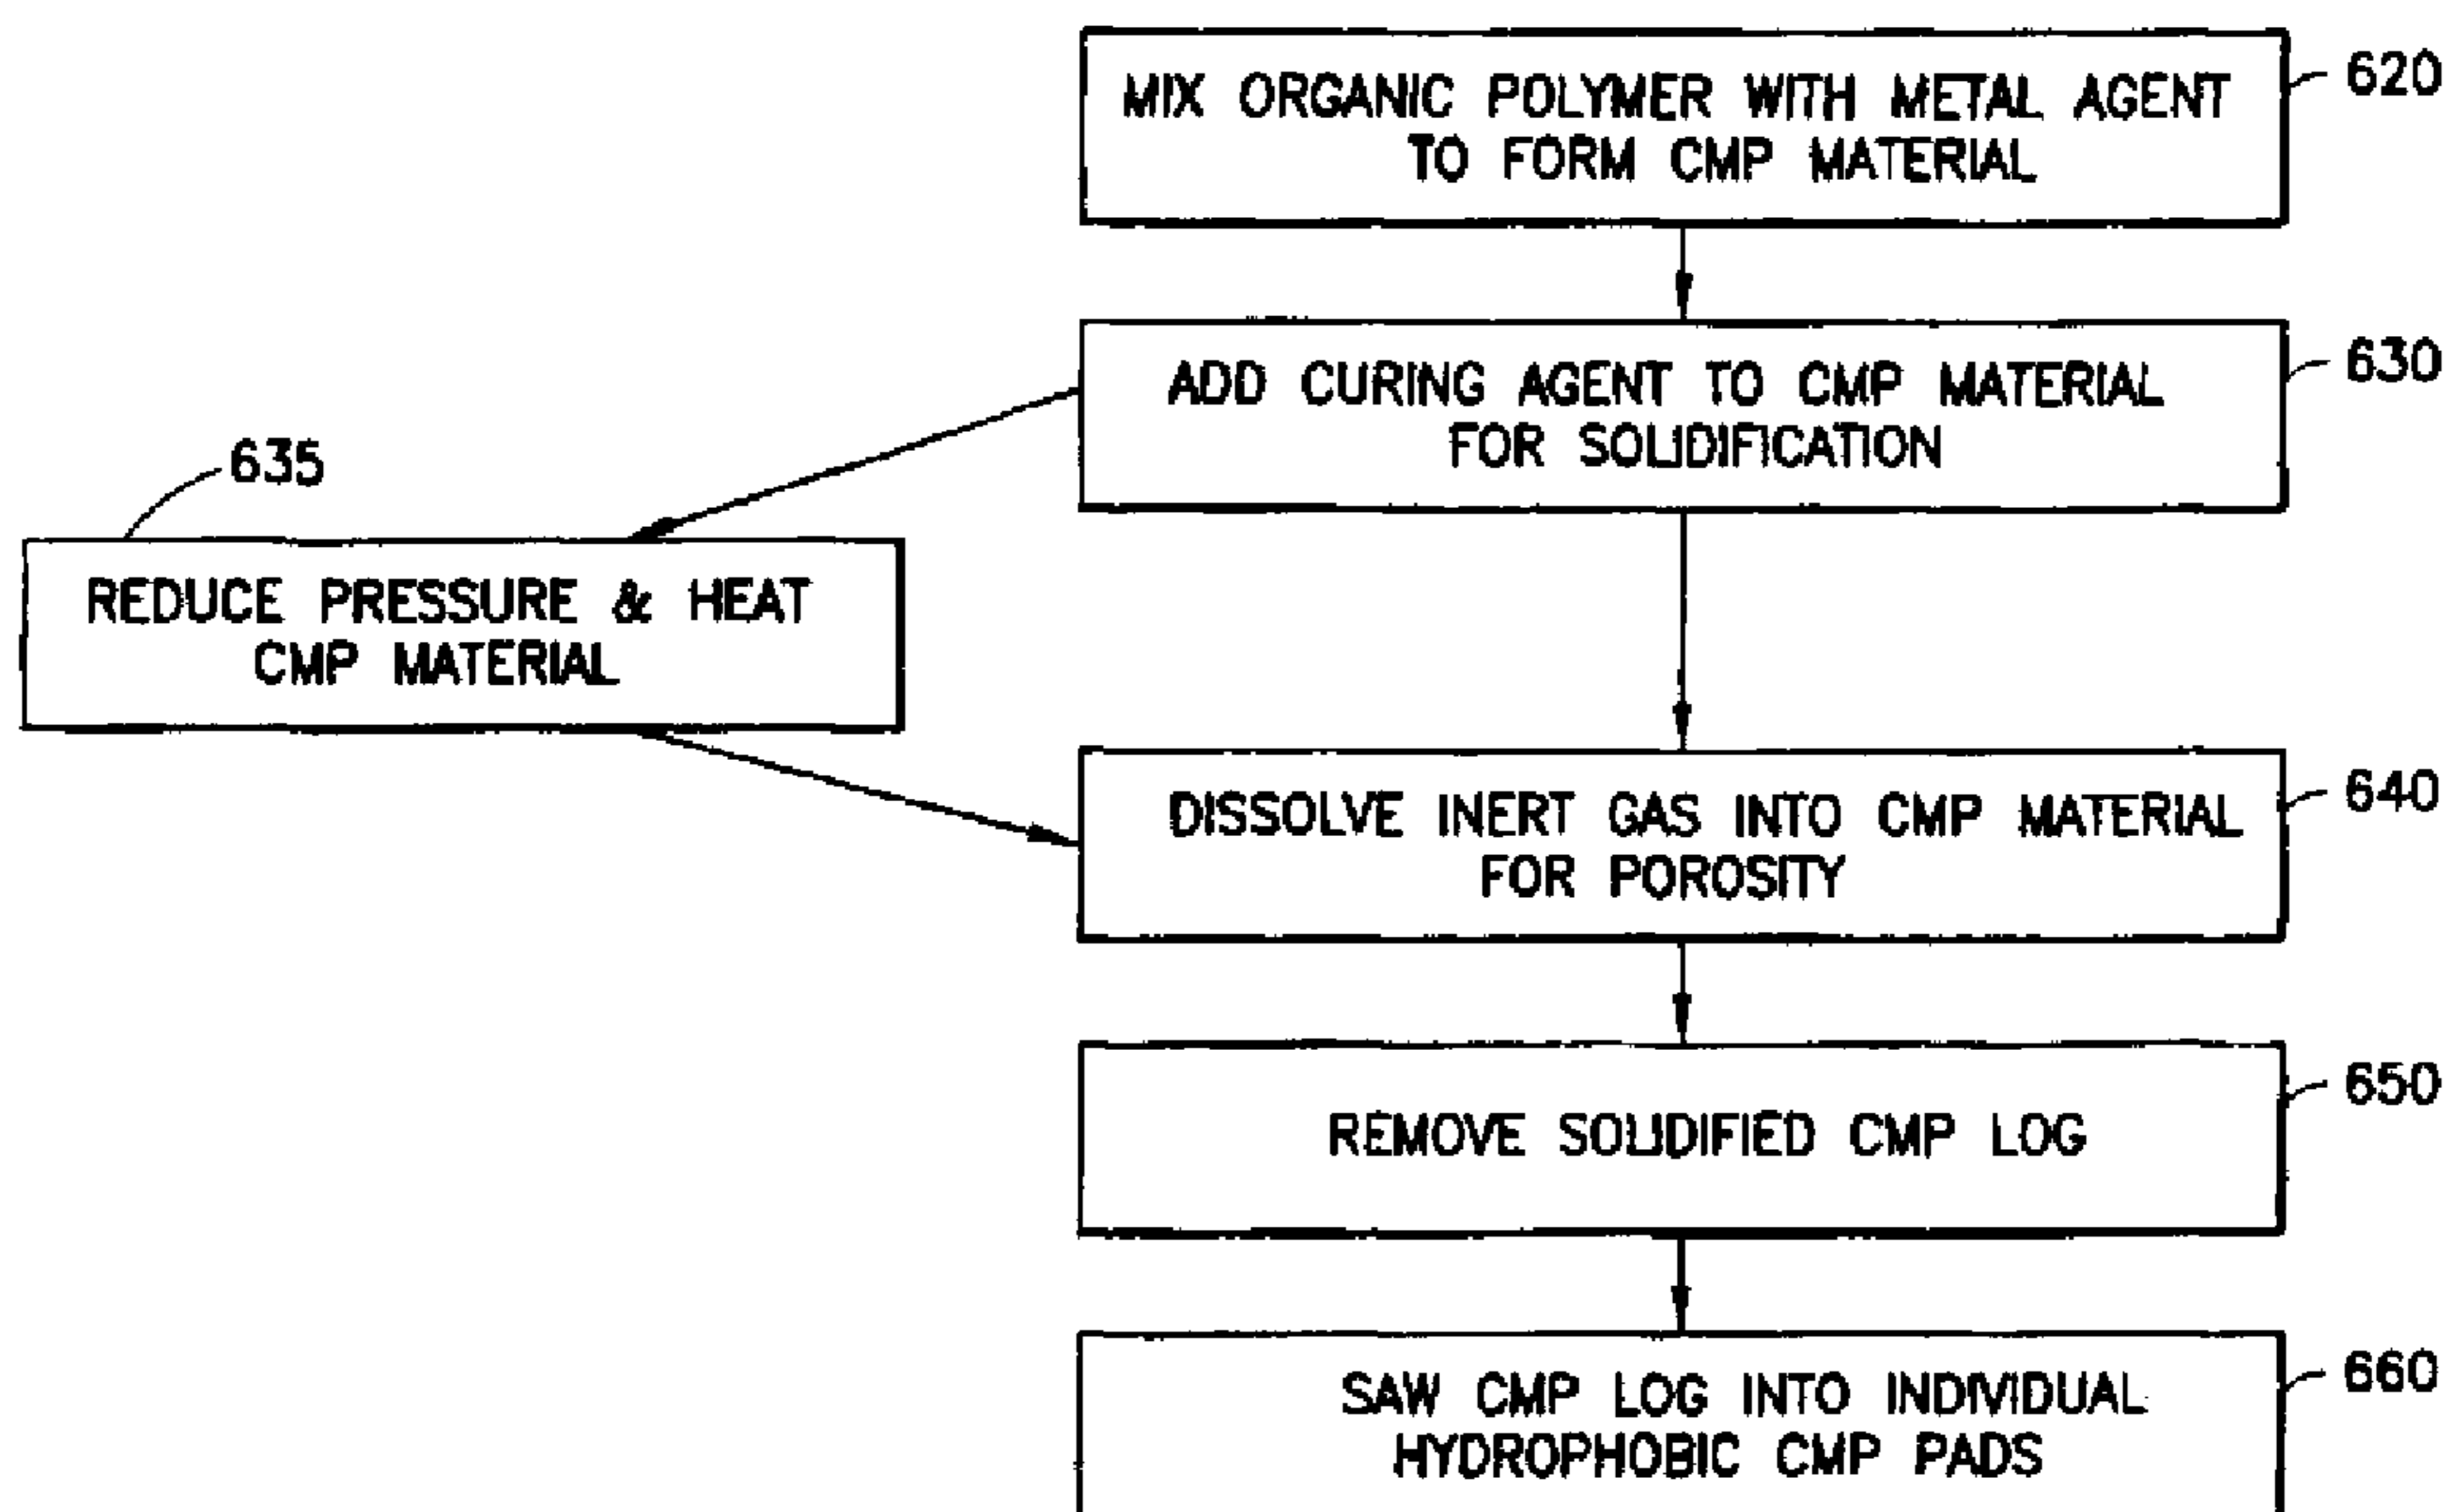 MIX ORGANIC POLYMER WITH METAL AGENT
TO FORM CMP MATERIAL
620
ADD CURING AGENT TO CMP MATERIAL
FOR SOLIDIFICATION
630
635
REDUCE PRESSURE & HEAT
CMP MATERIAL
DISSOLVE INERT GAS INTO CMP MATERIAL
FOR POROSITY
640
REMOVE SOLIDIFIED CMP LOG
650
SAW CMP LOG INTO INDIVIDUAL
HYDROPHOBIC CMP PADS
660